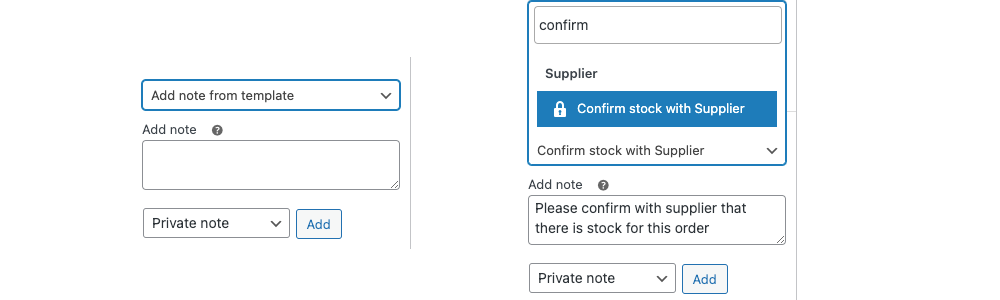 Add note from template
Add note ?
Private note
Add
confirm
Supplier
Confirm stock with Supplier
Confirm stock with Supplier
Add note ?
Please confirm with supplier that
there is stock for this order
Private note
Add